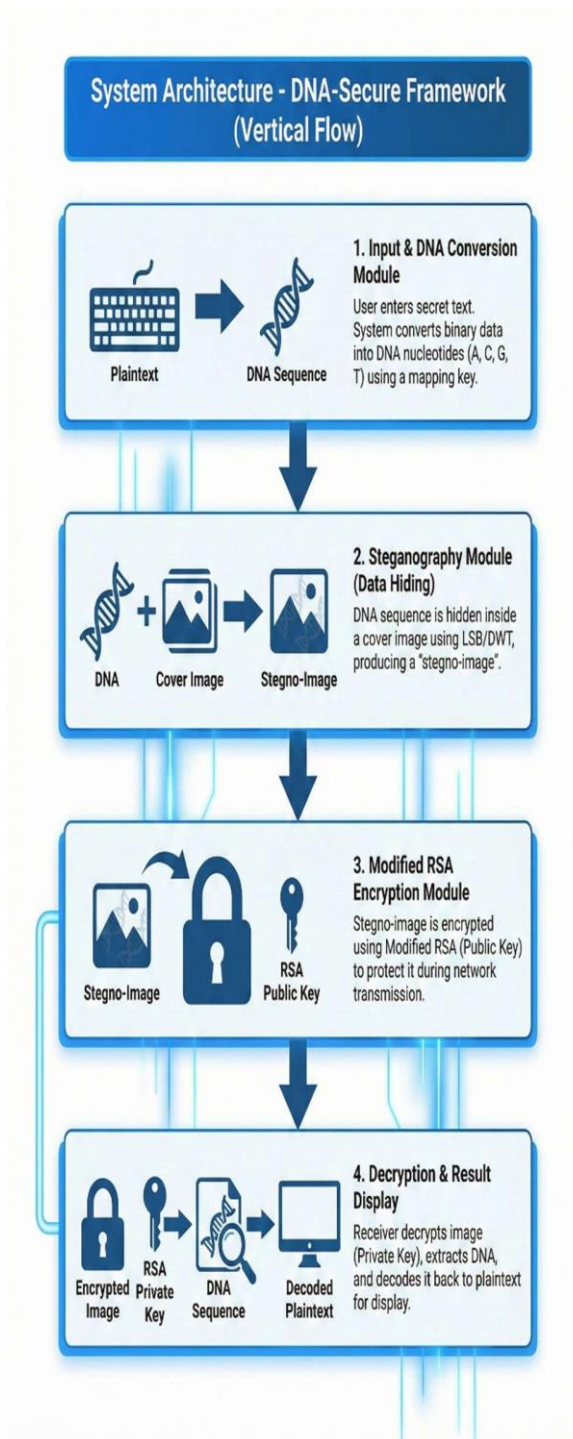 System Architecture - DNA-Secure Framework
(Vertical Flow)
Plaintext
DNA Sequence
1. Input & DNA Conversion
Module
User enters secret text.
System converts binary data
into DNA nucleotides (A, C, G,
T) using a mapping key.
DNA
Cover Image
Stegno-Image
2. Steganography Module
(Data Hiding)
DNA sequence is hidden inside
a cover image using LSB/DWT,
producing a “stegno-image”.
Stegno-Image
RSA
Public Key
3. Modified RSA
Encryption Module
Stegno-image is encrypted
using Modified RSA (Public Key)
to protect it during network
transmission.
Encrypted
Image
RSA
Private
Key
DNA
Sequence
Decoded
Plaintext
4. Decryption & Result
Display
Receiver decrypts image
(Private Key), extracts DNA,
and decodes it back to plaintext
for display.